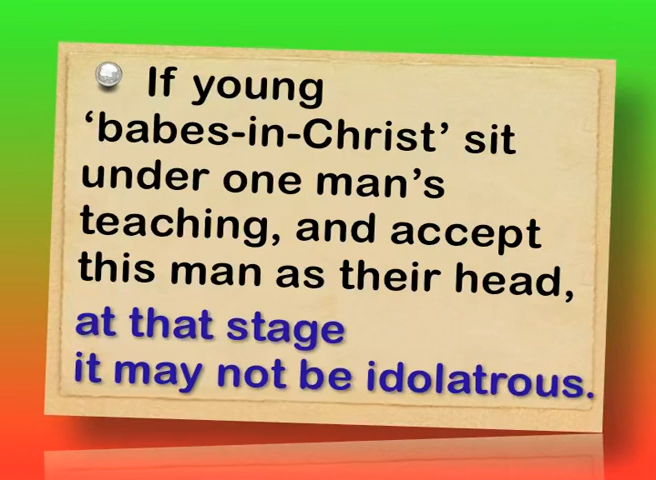 If young
‘babes-in-Christ’ sit
under one man’s
teaching, and accept
this man as their head,
at that stage
it may not be idolatrous.